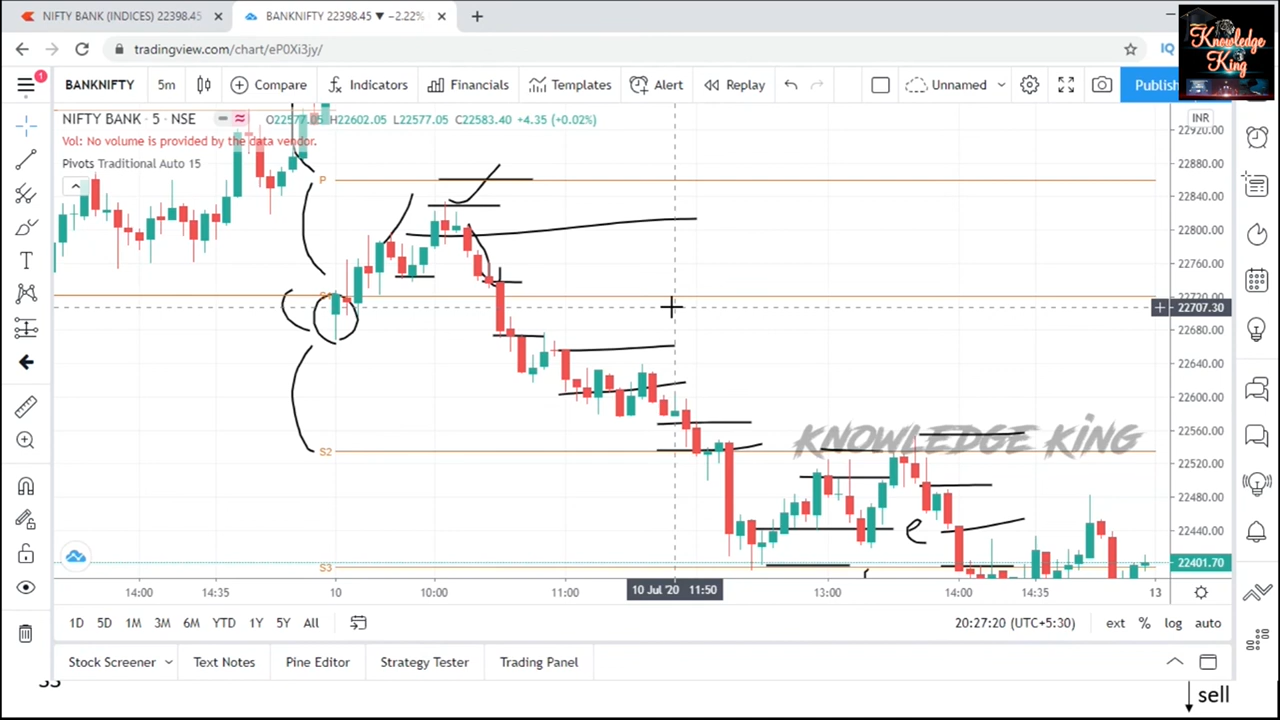 NIFTY BANK (INDICES) 22398.45
BANKNIFTY 22398.45 ▼ −2.22%
tradingview.com/chart/eP0Xi3jy/
IQ
Knowledge
King
1
BANKNIFTY 5m Compare Indicators Financials Templates Alert Replay Unnamed Publish
NIFTY BANK · 5 · NSE O22577.05 H22602.05 L22577.05 C22583.40 +4.35 (+0.02%)
INR
Vol: No volume is provided by the data vendor.
Pivots Traditional Auto 15
22920.00
22880.00
P
22840.00
22800.00
22760.00
22720.00
22707.30
22680.00
22640.00
22600.00
22560.00
KNOWLEDGE KING
S2
22520.00
22480.00
e
22440.00
22401.70
S3
14:00 14:35 10 10:00 11:00 10 Jul '20 11:50 13:00 14:00 14:35 13
1D 5D 1M 3M 6M YTD 1Y 5Y All 20:27:20 (UTC+5:30) ext % log auto
Stock Screener Text Notes Pine Editor Strategy Tester Trading Panel
sell